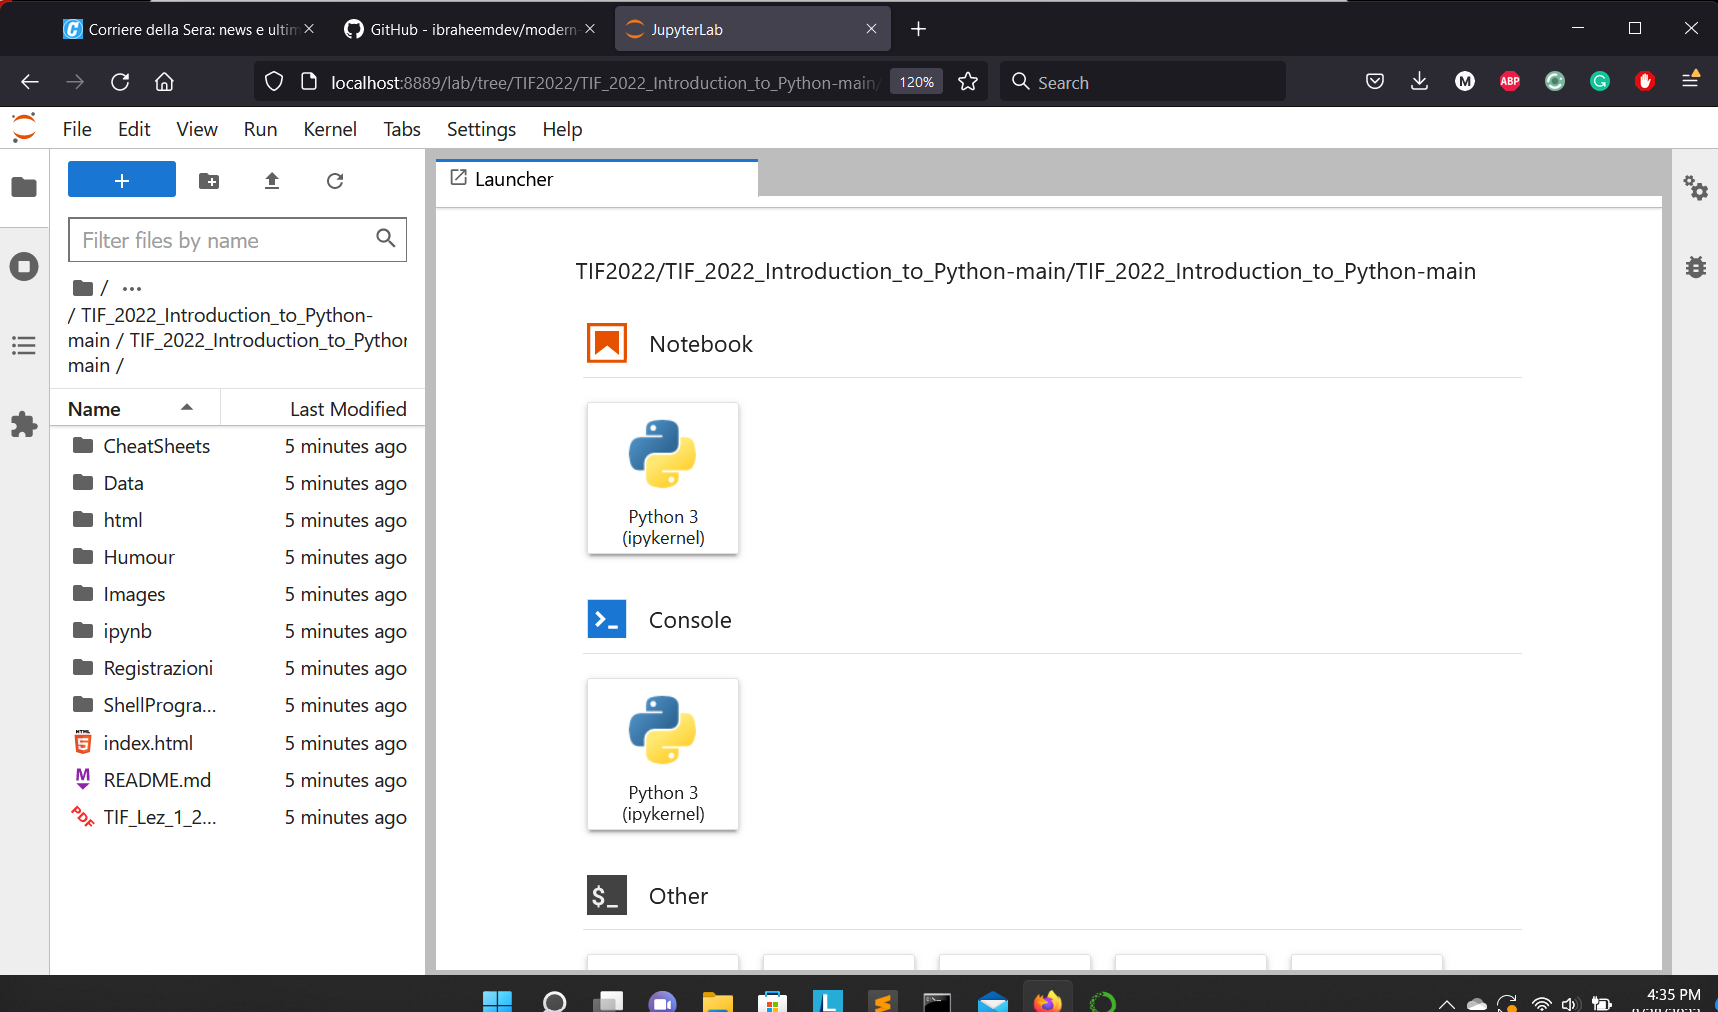 Corriere della Sera: news e ultim
GitHub - ibraheemdev/modern-
JupyterLab
localhost:8889/lab/tree/TIF2022/TIF_2022_Introduction_to_Python-main/
120%
Search
M
ABP
G
File Edit View Run Kernel Tabs Settings Help
+
Filter files by name
/ ···
/ TIF_2022_Introduction_to_Python-
main / TIF_2022_Introduction_to_Python
main /
Name Last Modified
CheatSheets 5 minutes ago
Data 5 minutes ago
html 5 minutes ago
Humour 5 minutes ago
Images 5 minutes ago
ipynb 5 minutes ago
Registrazioni 5 minutes ago
ShellProgra... 5 minutes ago
index.html 5 minutes ago
README.md 5 minutes ago
TIF_Lez_1_2... 5 minutes ago
Launcher
TIF2022/TIF_2022_Introduction_to_Python-main/TIF_2022_Introduction_to_Python-main
Notebook
Python 3
(ipykernel)
Console
Python 3
(ipykernel)
$_ Other
4:35 PM